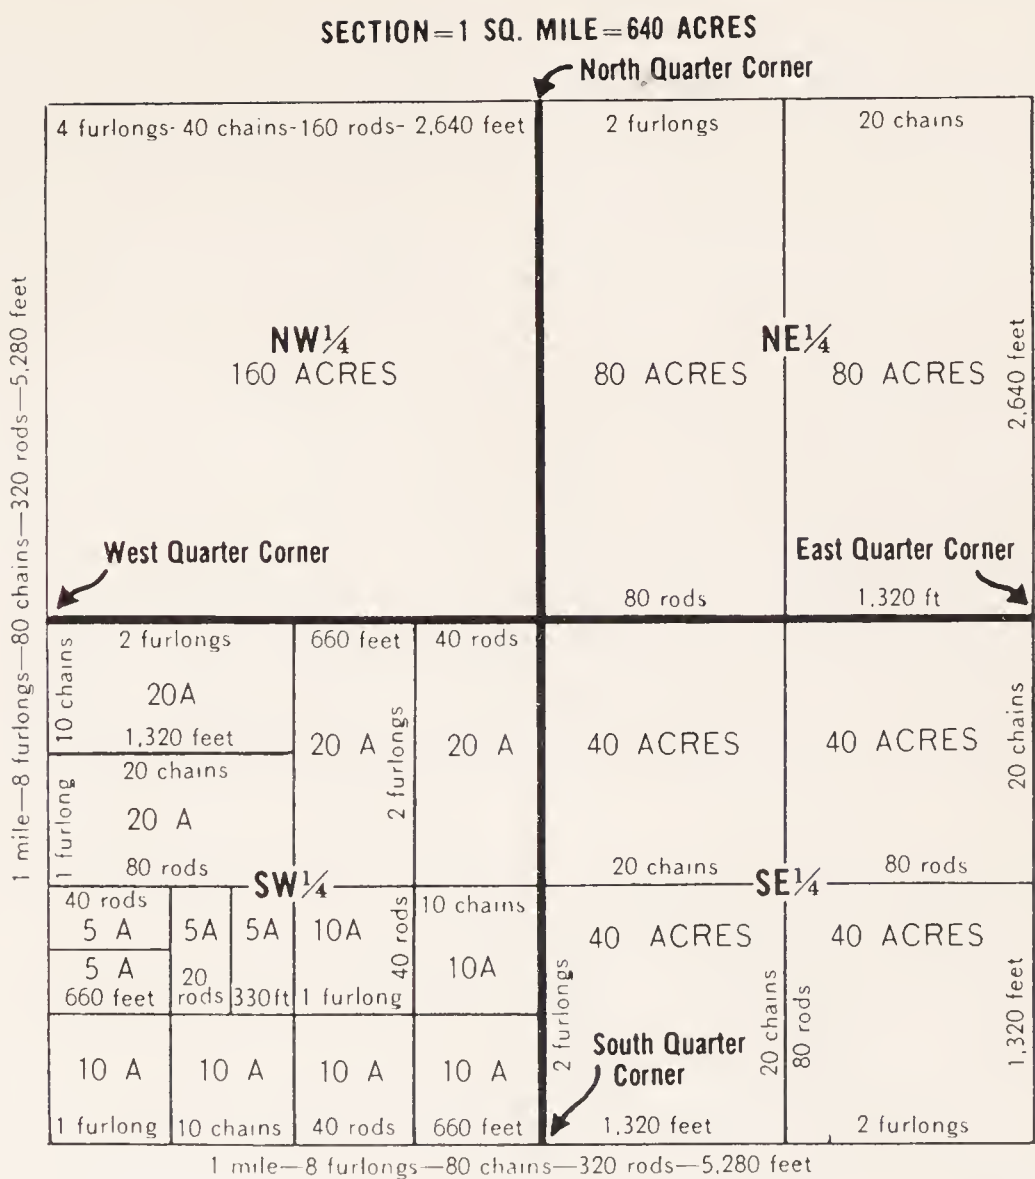 SECTION=1 SQ. MILE=640 ACRES
North Quarter Corner
4 furlongs- 40 chains-160 rods- 2,640 feet
2 furlongs
20 chains
1 mile—8 furlongs—80 chains—320 rods—5,280 feet
NW¼
160 ACRES
NE¼
80 ACRES
80 ACRES
2,640 feet
West Quarter Corner
East Quarter Corner
80 rods
1,320 ft
10 chains
2 furlongs
20A
1,320 feet
660 feet
20 A
2 furlongs
40 rods
20 A
40 ACRES
40 ACRES
20 chains
1 furlong
20 chains
20 A
80 rods
20 chains
80 rods
SW¼
SE¼
40 rods
5 A
5 A
660 feet
5A
20
rods
5A
330ft
10A
40 rods
1 furlong
10 chains
10A
40 ACRES
2 furlongs
20 chains
40 ACRES
80 rods
1,320 feet
South Quarter
Corner
10 A
1 furlong
10 A
10 chains
10 A
40 rods
10 A
660 feet
1,320 feet
2 furlongs
1 mile—8 furlongs—80 chains—320 rods—5,280 feet